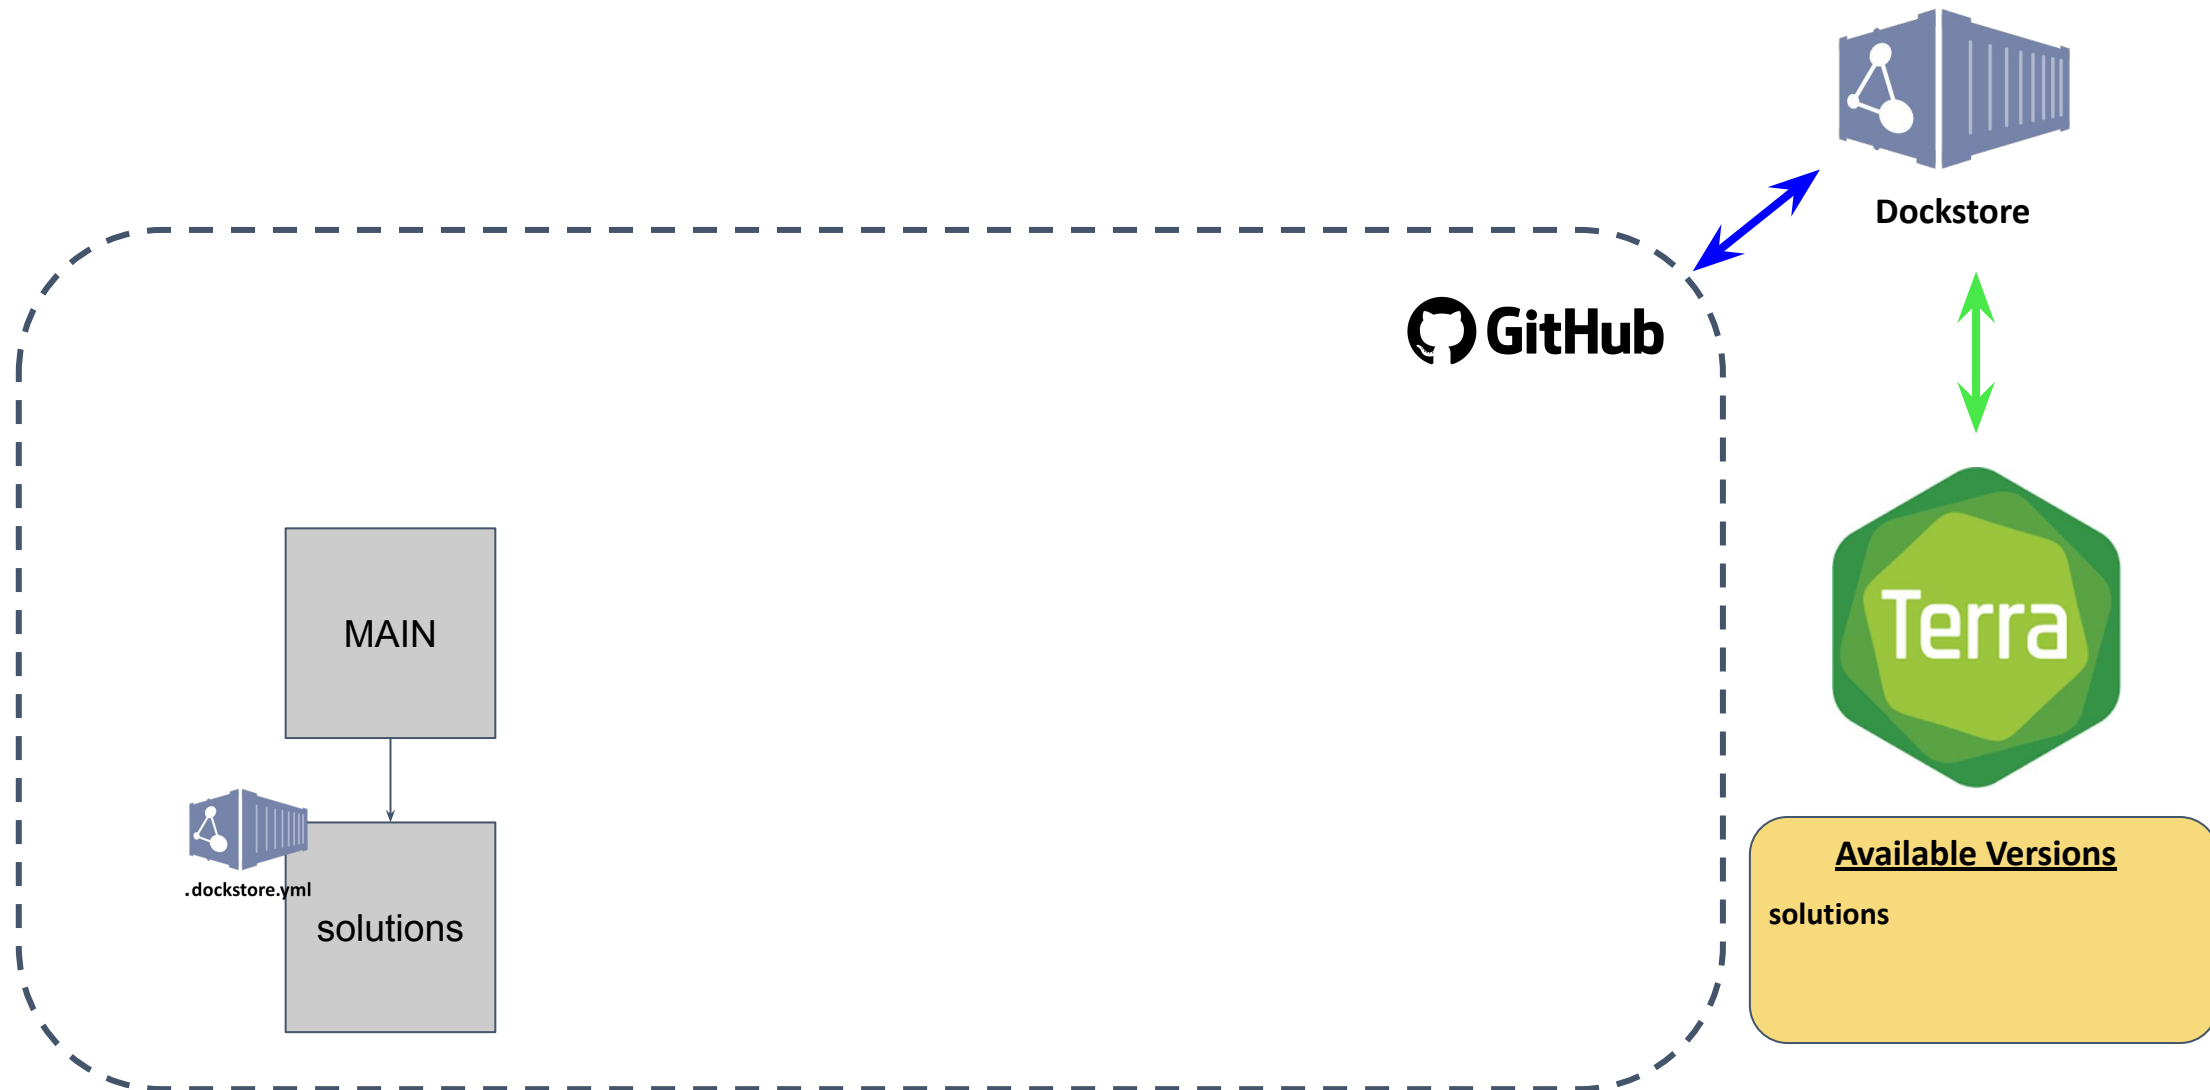 Dockstore
GitHub
MAIN
Terra
.dockstore.yml
solutions
Available Versions
solutions